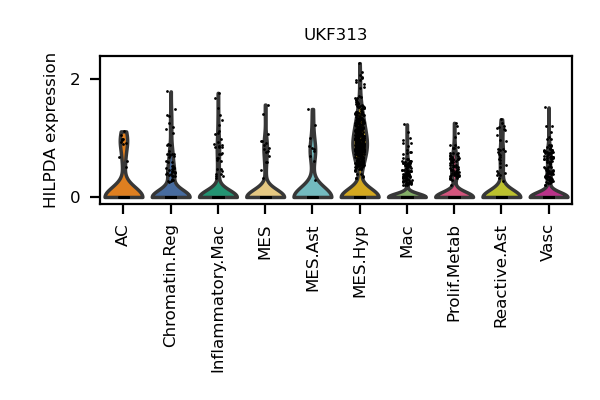 UKF313
HILPDA expression
2
0
AC
Chromatin.Reg
Inflammatory.Mac
MES
MES.Ast
MES.Hyp
Mac
Prolif.Metab
Reactive.Ast
Vasc